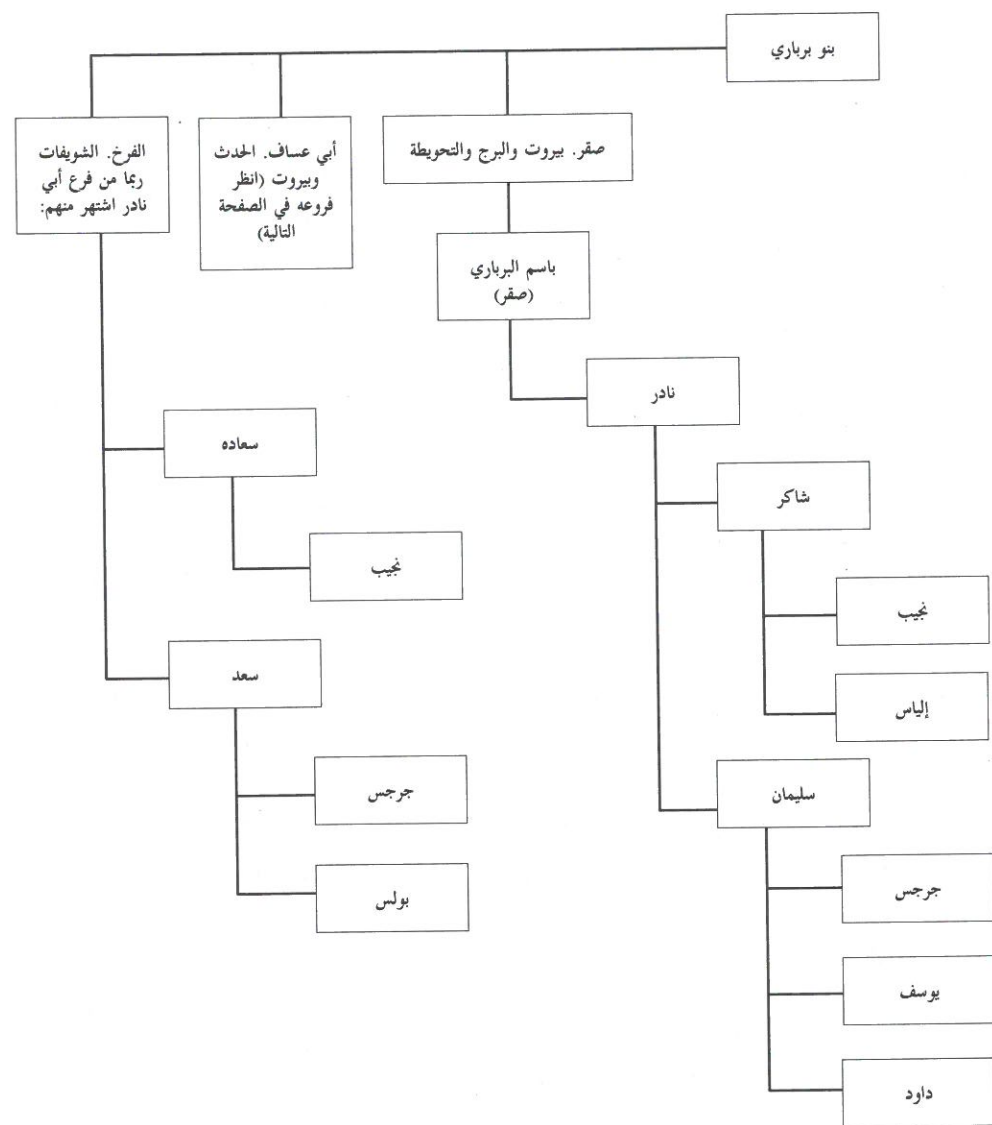 بنو برباري
صقر. بيروت والبرج والتحويطة
أبي عساف. الحدث
وبيروت (انظر
فروعه في الصفحة
التالية)
الفرخ. الشويفات
ربما من فرع أبي
نادر اشتهر منهم:
باسم البرباري
(صقر)
نادر
شاكر
نجيب
إلياس
سليمان
جرجس
يوسف
داود
سعاده
نجيب
سعد
جرجس
بولس